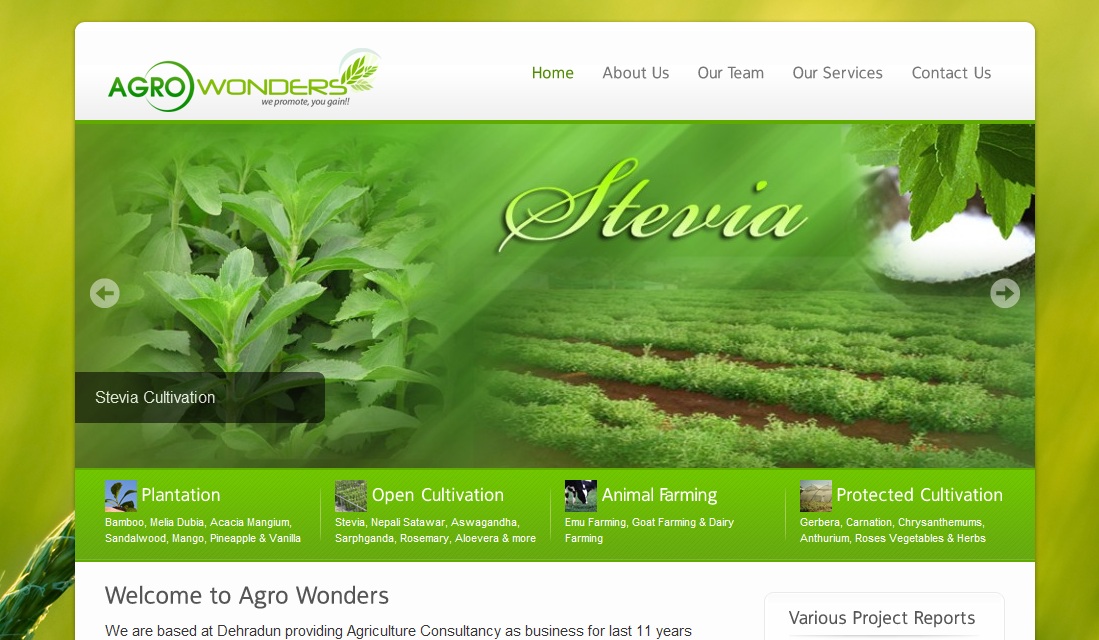 AGRO WONDERS
we promote, you gain!!
Home About Us Our Team Our Services Contact Us
Stevia
Stevia Cultivation
Plantation
Bamboo, Melia Dubia, Acacia Mangium,
Sandalwood, Mango, Pineapple & Vanilla
Open Cultivation
Stevia, Nepali Satawar, Aswagandha,
Sarphganda, Rosemary, Aloevera & more
Animal Farming
Emu Farming, Goat Farming & Dairy
Farming
Protected Cultivation
Gerbera, Carnation, Chrysanthemums,
Anthurium, Roses Vegetables & Herbs
Welcome to Agro Wonders
We are based at Dehradun providing Agriculture Consultancy as business for last 11 years
Various Project Reports